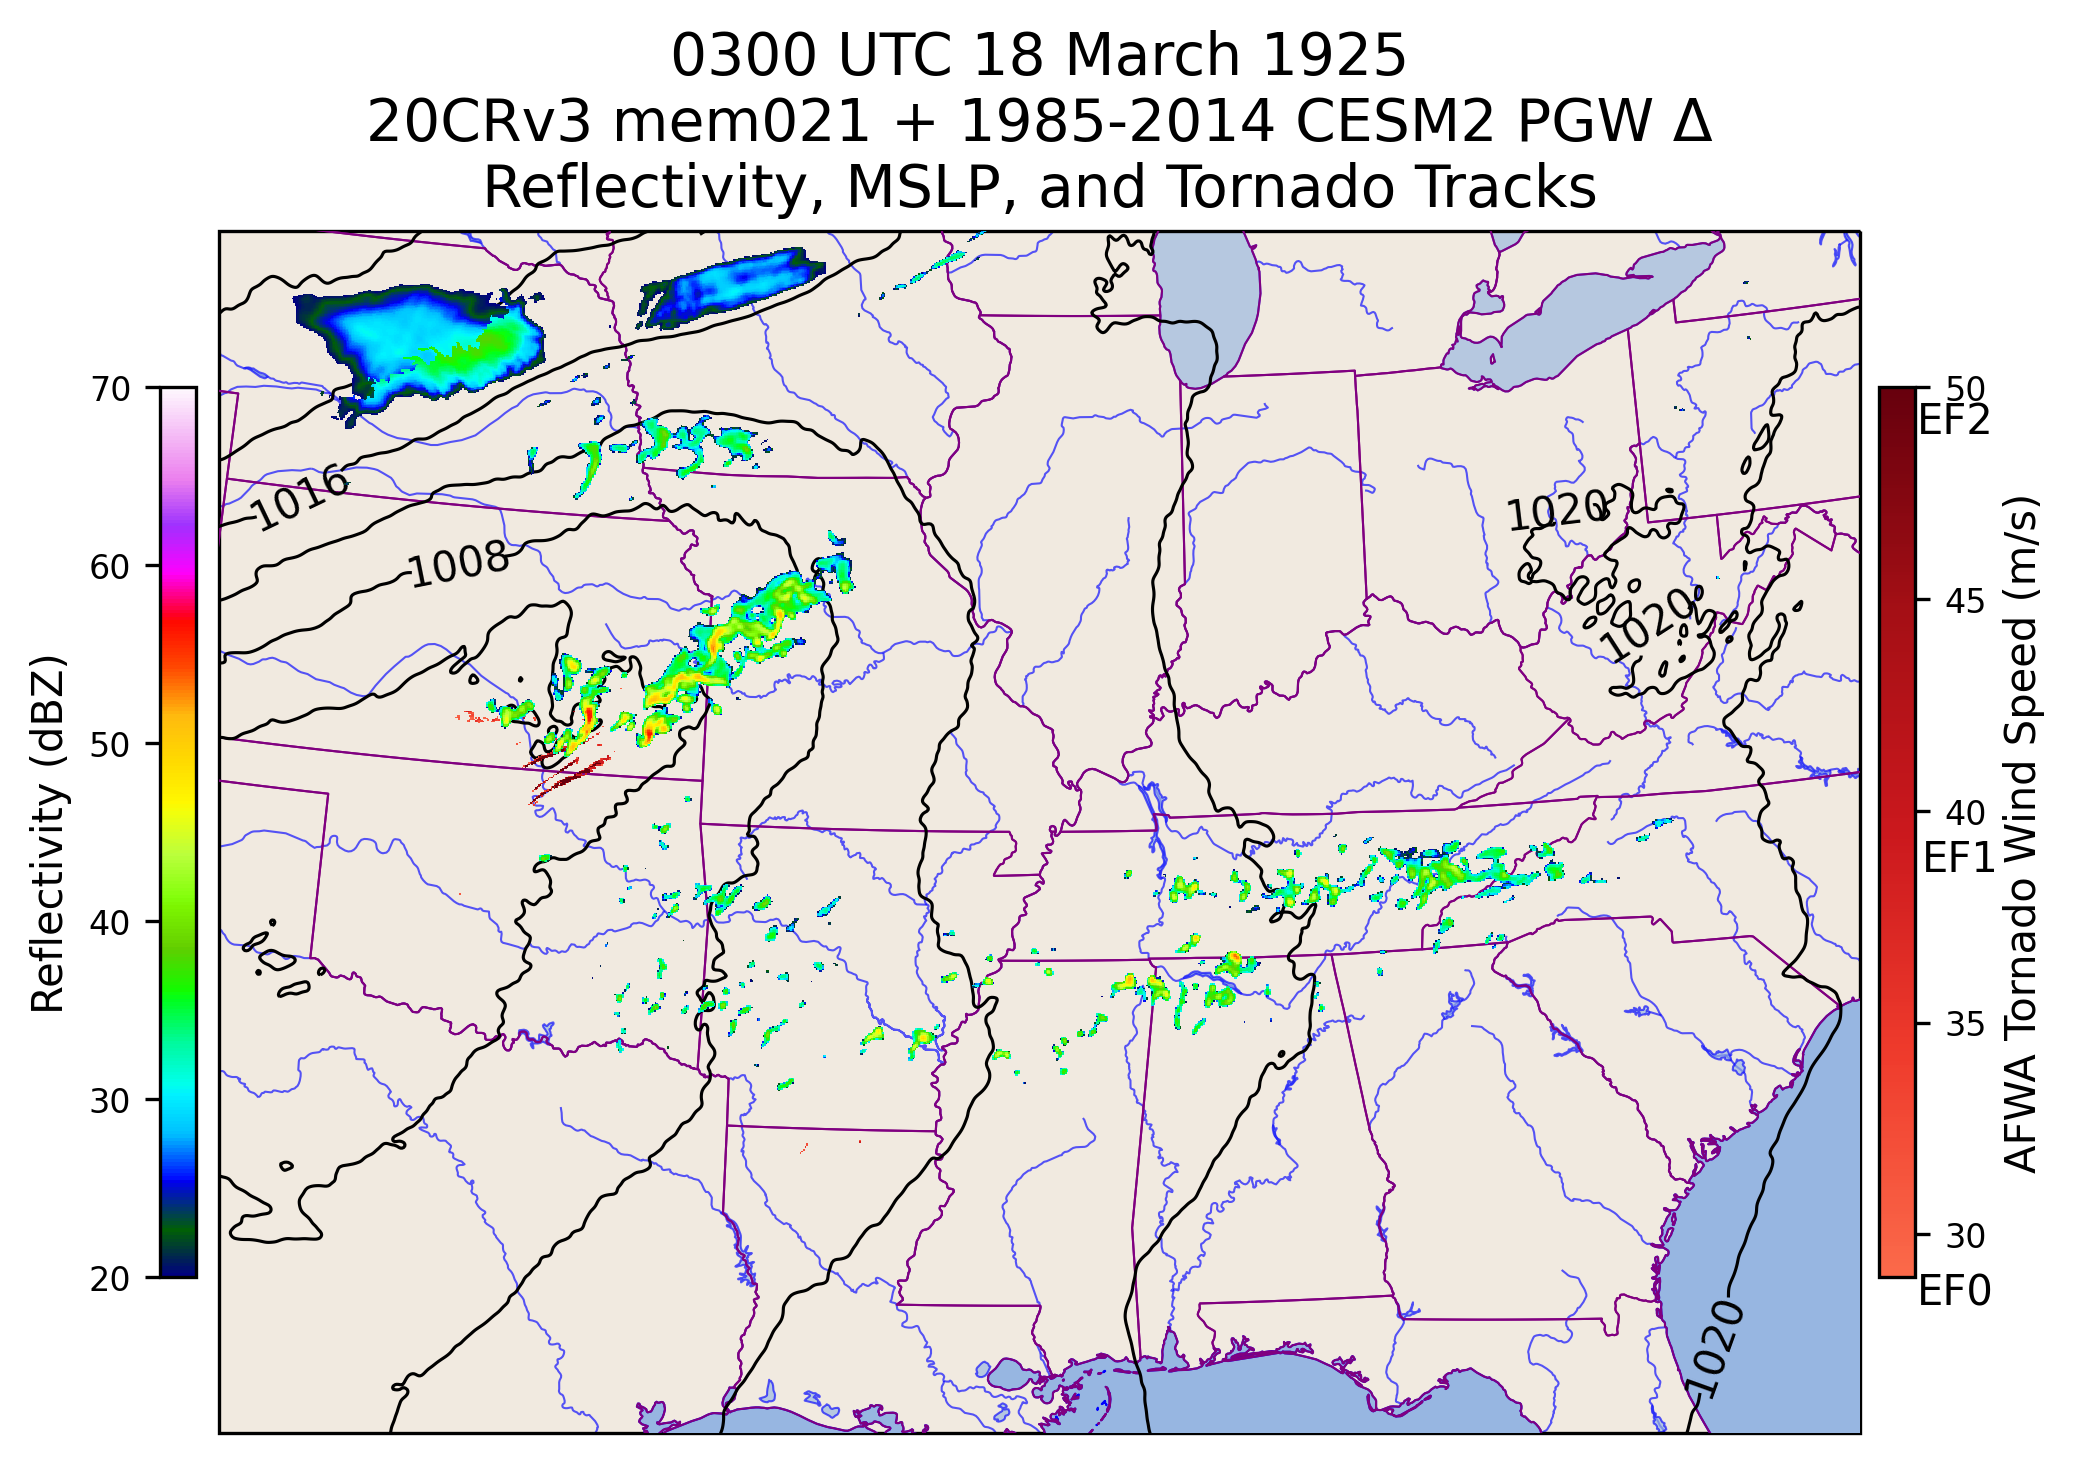 0300 UTC 18 March 1925
20CRv3 mem021 + 1985-2014 CESM2 PGW Δ
Reflectivity, MSLP, and Tornado Tracks
70
60
50
40
30
20
Reflectivity (dBZ)
1016
1008
1020
1020
1020
50
EF2
45
40
EF1
35
30
EF0
AFWA Tornado Wind Speed (m/s)